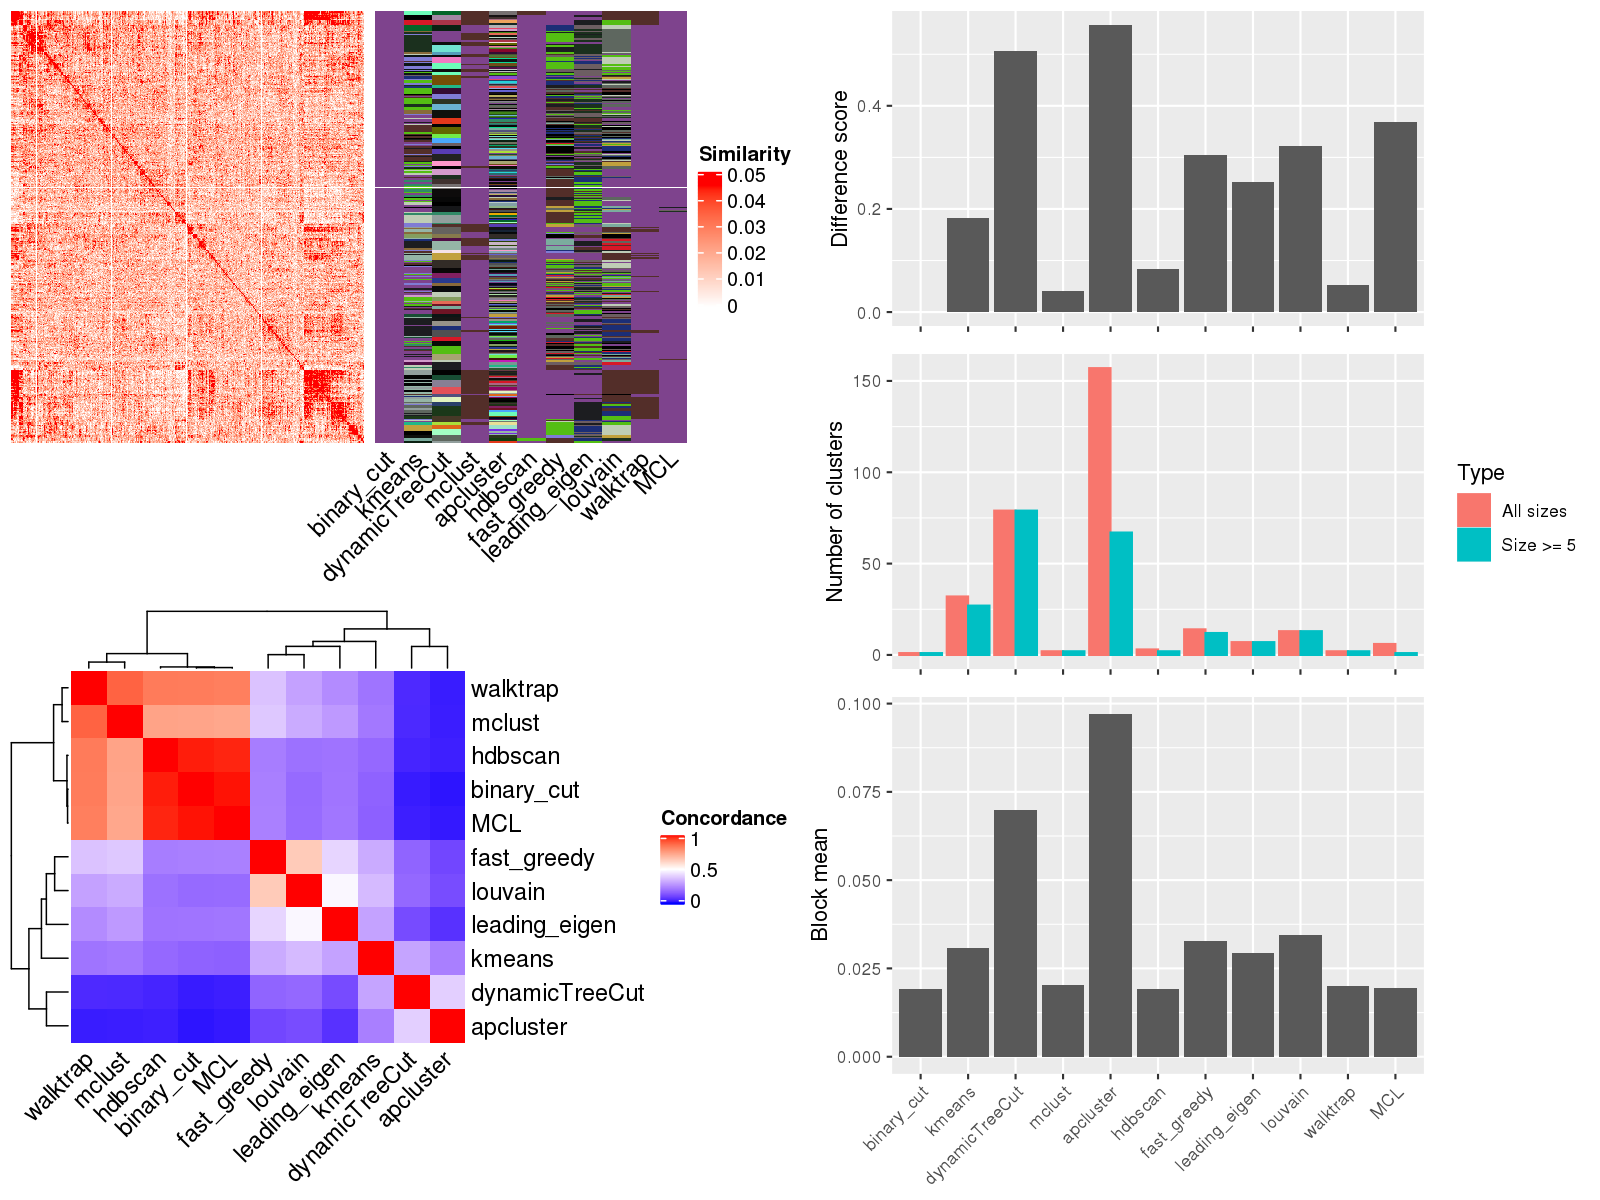 Similarity
0.05
0.04
0.03
0.02
0.01
0
binary_cut
kmeans
dynamicTreeCut
mclust
apcluster
hdbscan
fast_greedy
leading_eigen
louvain
walktrap
MCL
walktrap
mclust
hdbscan
binary_cut
MCL
fast_greedy
louvain
leading_eigen
kmeans
dynamicTreeCut
apcluster
walktrap
mclust
hdbscan
binary_cut
MCL
fast_greedy
louvain
leading_eigen
kmeans
dynamicTreeCut
apcluster
Concordance
1
0.5
0
Difference score
0.4
0.2
0.0
Number of clusters
150
100
50
0
Type
All sizes
Size >= 5
Block mean
0.100
0.075
0.050
0.025
0.000
binary_cut
kmeans
dynamicTreeCut
mclust
apcluster
hdbscan
fast_greedy
leading_eigen
louvain
walktrap
MCL